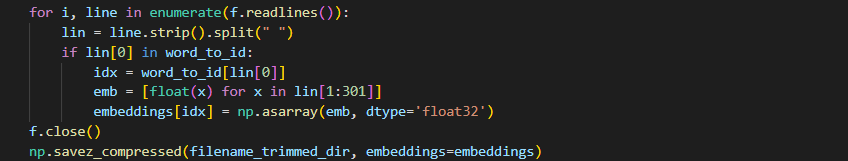 for i, line in enumerate(f.readlines()):
    lin = line.strip().split(" ")
    if lin[0] in word_to_id:
        idx = word_to_id[lin[0]]
        emb = [float(x) for x in lin[1:301]]
        embeddings[idx] = np.asarray(emb, dtype='float32')
f.close()
np.savez_compressed(filename_trimmed_dir, embeddings=embeddings)